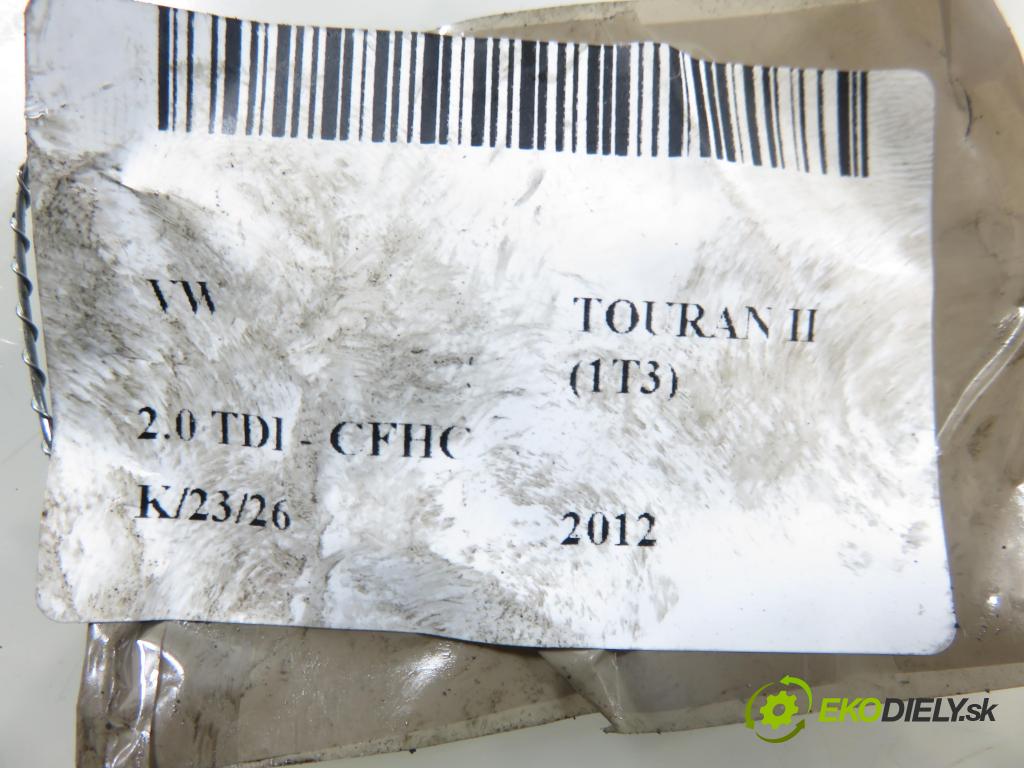 VW
TOURAN II
(1T3)
2.0 TDI - CFHC
K/23/26
2012
EKODIELY.sk